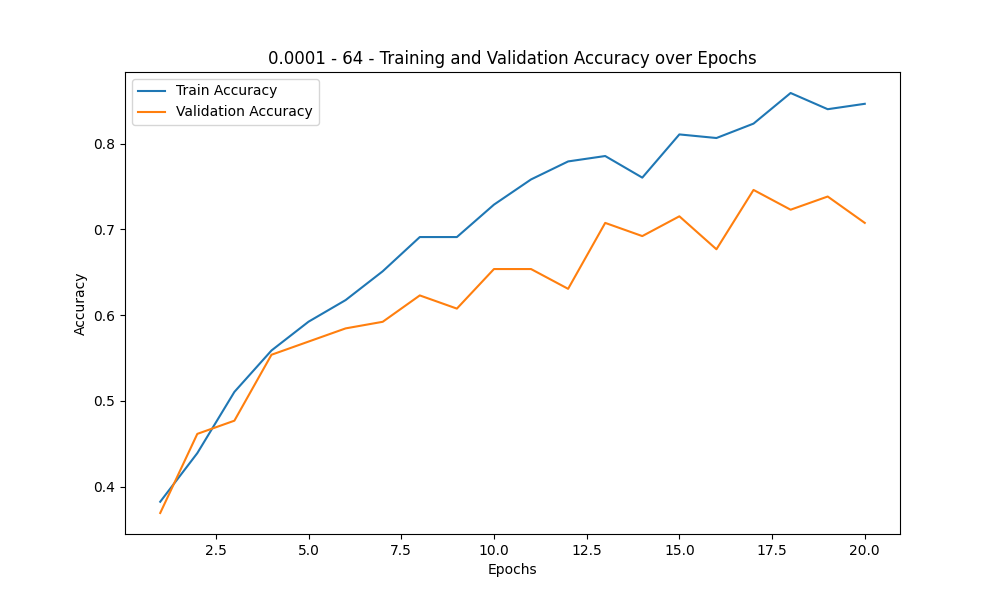 0.0001 - 64 - Training and Validation Accuracy over Epochs
Train Accuracy
Validation Accuracy
0.8
0.7
0.6
0.5
0.4
Accuracy
2.5 5.0 7.5 10.0 12.5 15.0 17.5 20.0
Epochs